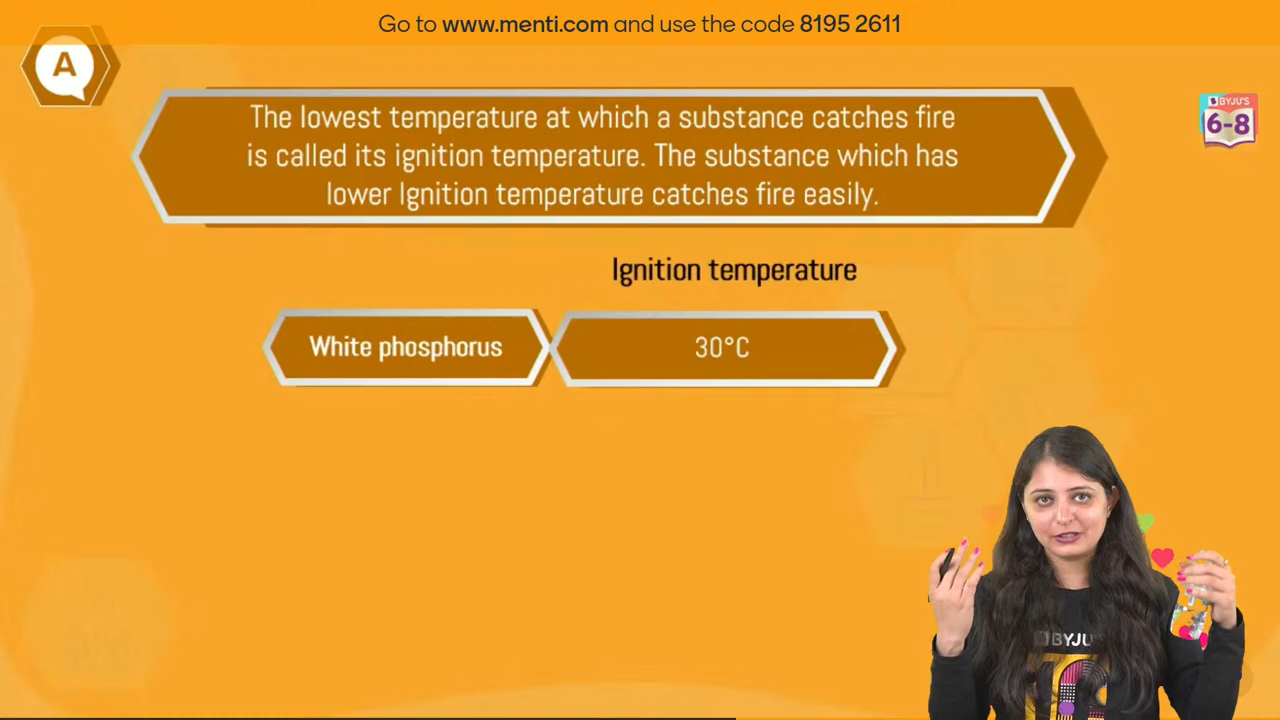 Go to www.menti.com and use the code 8195 2611
A
BYJU'S
6-8
The lowest temperature at which a substance catches fire
is called its ignition temperature. The substance which has
lower Ignition temperature catches fire easily.
Ignition temperature
White phosphorus
30°C
BYJU'S